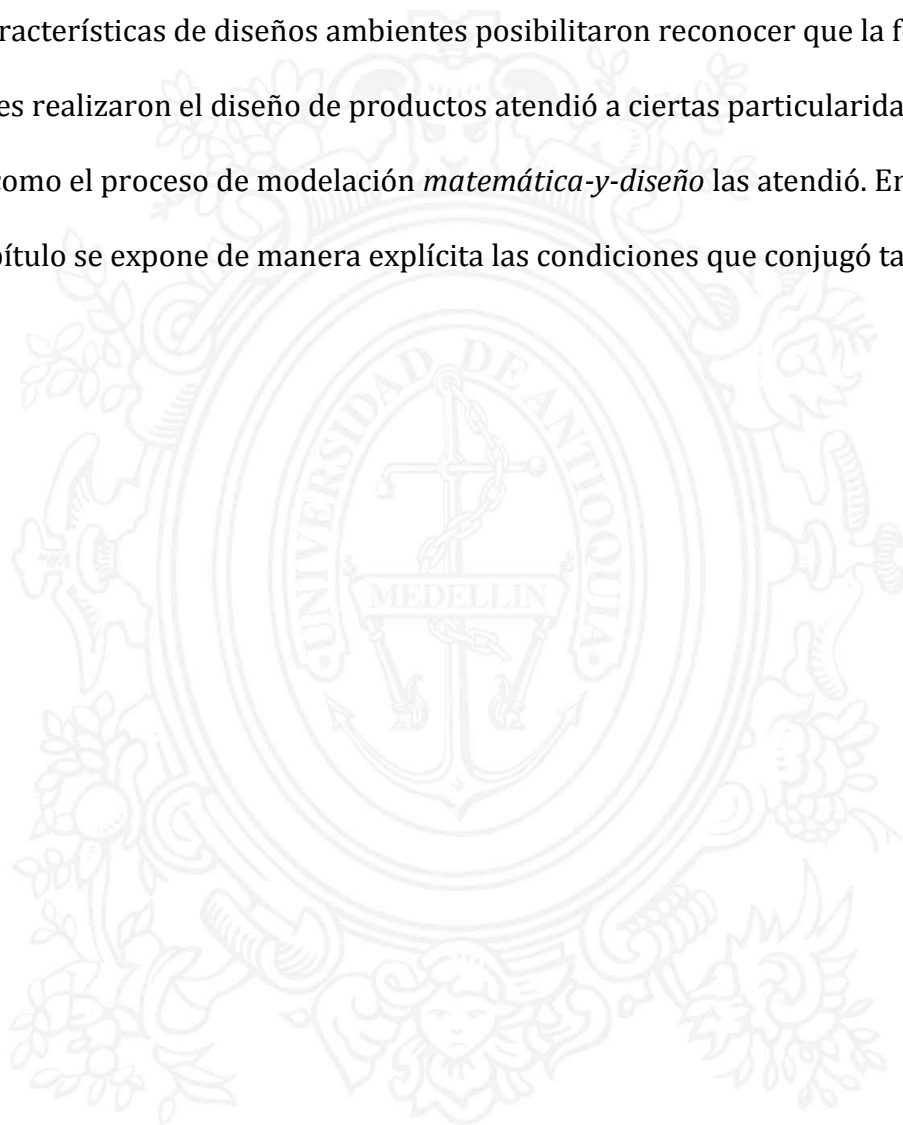 racterísticas de diseños ambientes posibilitaron reconocer que la f
es realizaron el diseño de productos atendió a ciertas particularida
como el proceso de modelación matemática-y-diseño las atendió. En
pítulo se expone de manera explícita las condiciones que conjugó ta
UNIVERSIDAD DE ANTIOQUIA
MEDELLIN